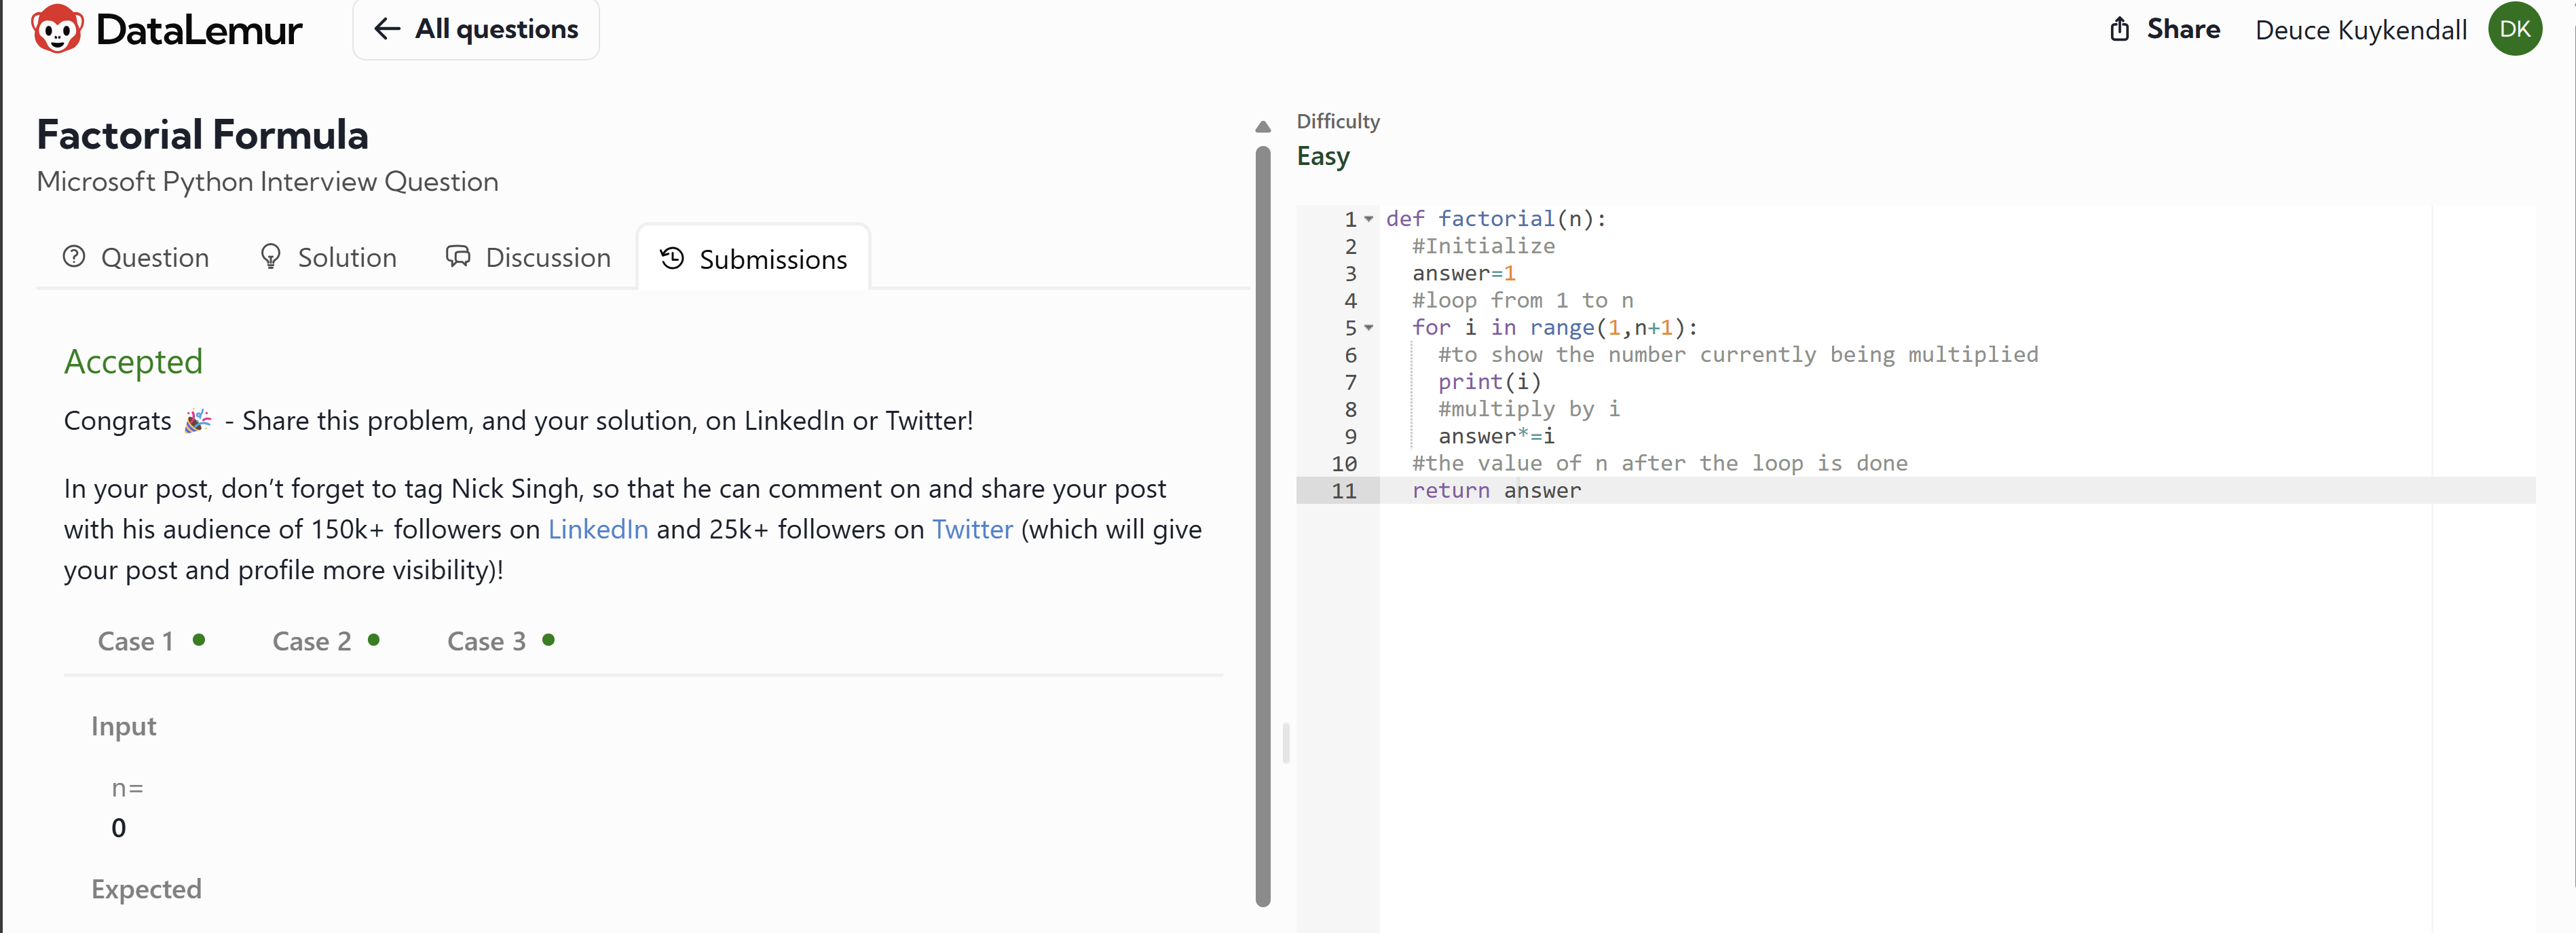 DataLemur
← All questions
Share
Deuce Kuykendall
DK
Factorial Formula
Microsoft Python Interview Question
Question
Solution
Discussion
Submissions
Accepted
Congrats 🎉 - Share this problem, and your solution, on LinkedIn or Twitter!
In your post, don’t forget to tag Nick Singh, so that he can comment on and share your post
with his audience of 150k+ followers on LinkedIn and 25k+ followers on Twitter (which will give
your post and profile more visibility)!
Case 1
Case 2
Case 3
Input
n=
0
Expected
Difficulty
Easy
1 def factorial(n):
2   #Initialize
3   answer=1
4   #loop from 1 to n
5   for i in range(1,n+1):
6     #to show the number currently being multiplied
7     print(i)
8     #multiply by i
9     answer*=i
10   #the value of n after the loop is done
11   return answer